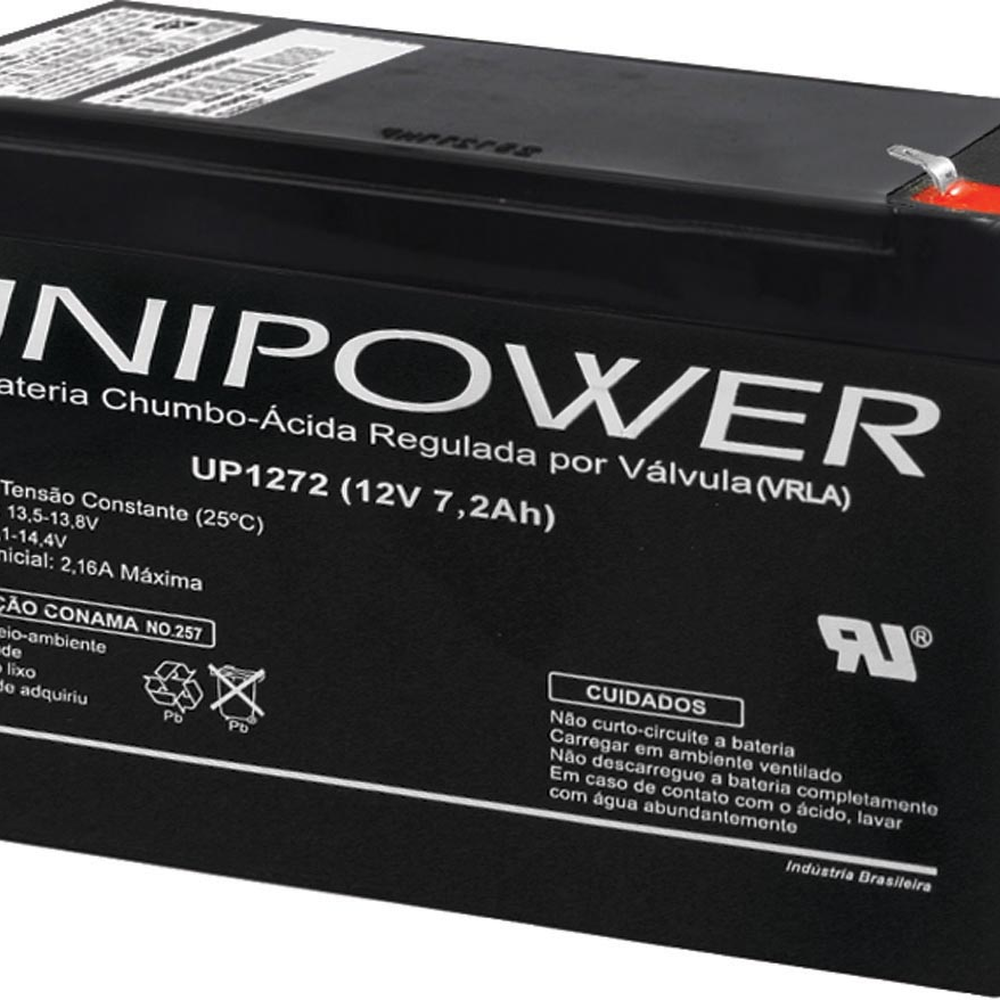 UNIPOWER
ateria Chumbo-Ácida Regulada por Válvula(VRLA)
UP1272 (12V 7,2Ah)
Tensão Constante (25ºC)
13,5-13,8V
1-14,4V
nicial: 2,16A Máxima
ÇÃO CONAMA NO.257
eio-ambiente
de
lixo
de adquiriu
Pb
Pb
®
CUIDADOS
Não curto-circuite a bateria
Carregar em ambiente ventilado
Não descarregue a bateria completamente
Em caso de contato com o ácido, lavar
com água abundantemente
Indústria Brasileira